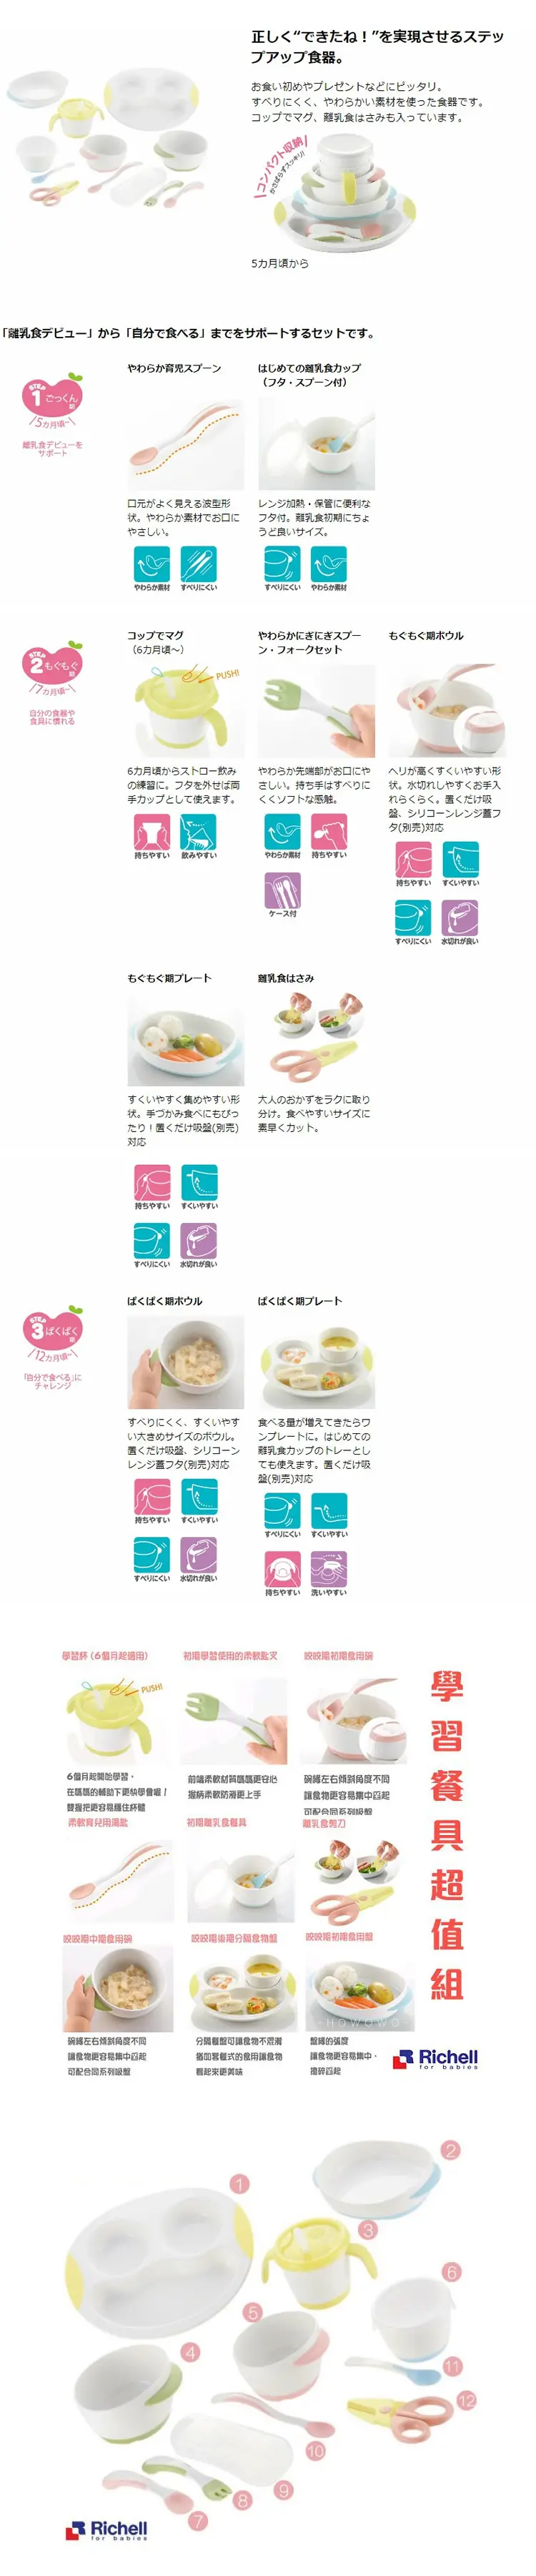 正しく“できたね！”を実現させるステッ
プアップ食器。
お食い初めやプレゼントなどにピッタリ。
すべりにくく、やわらかい素材を使った食器です。
コップでマグ、離乳食はさみも入っています。
コンパクト収納
かさばらずスッキリ!
5カ月頃から
「離乳食デビュー」から「自分で食べる」までをサポートするセットです。
STEP
1 ごっくん期
5カ月頃~
離乳食デビューを
サポート
やわらか育児スプーン
口元がよく見える波型形
状。やわらか素材でお口に
やさしい。
やわらか素材
すべりにくい
はじめての離乳食カップ
（フタ・スプーン付）
レンジ加熱・保管に便利な
フタ付。離乳食初期にちょ
うど良いサイズ。
すべりにくい
やわらか素材
STEP
2 もぐもぐ期
7カ月頃~
自分の食器や
食具に慣れる
コップでマグ
（6カ月頃～）
PUSH!
6カ月頃からストロー飲み
の練習に。フタを外せば両
手カップとして使えます。
持ちやすい
飲みやすい
やわらかにぎにぎスプー
ン・フォークセット
やわらか先端部がお口にや
さしい。持ち手はすべりに
くくソフトな感触。
やわらか素材
持ちやすい
ケース付
もぐもぐ期ボウル
ヘリが高くすくいやすい形
状。水切れしやすくお手入
れらくらく。置くだけ吸
盤、シリコーンレンジ蓋フ
タ(別売)対応
持ちやすい
すくいやすい
すべりにくい
水切れが良い
もぐもぐ期プレート
すくいやすく集めやすい形
状。手づかみ食べにもぴっ
たり！置くだけ吸盤(別売)
対応
持ちやすい
すくいやすい
すべりにくい
水切れが良い
離乳食はさみ
大人のおかずをラクに取り
分け。食べやすいサイズに
素早くカット。
STEP
3 ぱくぱく期
12カ月頃~
「自分で食べる」に
チャレンジ
ぱくぱく期ボウル
すべりにくく、すくいやす
い大きめサイズのボウル。
置くだけ吸盤、シリコーン
レンジ蓋フタ(別売)対応
持ちやすい
すくいやすい
すべりにくい
水切れが良い
ぱくぱく期プレート
食べる量が増えてきたらワ
ンプレートに。はじめての
離乳食カップのトレーとし
ても使えます。置くだけ吸
盤(別売)対応
すべりにくい
すくいやすい
持ちやすい
洗いやすい
學習餐具超值組
學習杯（6個月起適用）
PUSH!
6個月起開始學習，
在媽媽的輔助下更快學會喔！
雙握把更容易握住杯體
初期學習使用的柔軟匙叉
前端柔軟材質媽媽更安心
握柄柔軟防滑更上手
咬咬期初期食用碗
碗緣左右傾斜角度不同
讓食物更容易集中舀起
可配合同系列吸盤
柔軟育兒用湯匙
初期離乳食餐具
離乳食剪刀
咬咬期中期食用碗
碗緣左右傾斜角度不同
讓食物更容易集中舀起
可配合同系列吸盤
咬咬期後期分隔食物盤
分隔餐盤可讓食物不混淆
猶如套餐式的食用讓食物
看起來更美味
咬咬期初期食用盤
HOWUWO
盤緣的弧度
讓食物更容易集中，
搗碎舀起
Richell
for babies
1
2
3
4
5
6
7
8
9
10
11
12
Richell
for babies